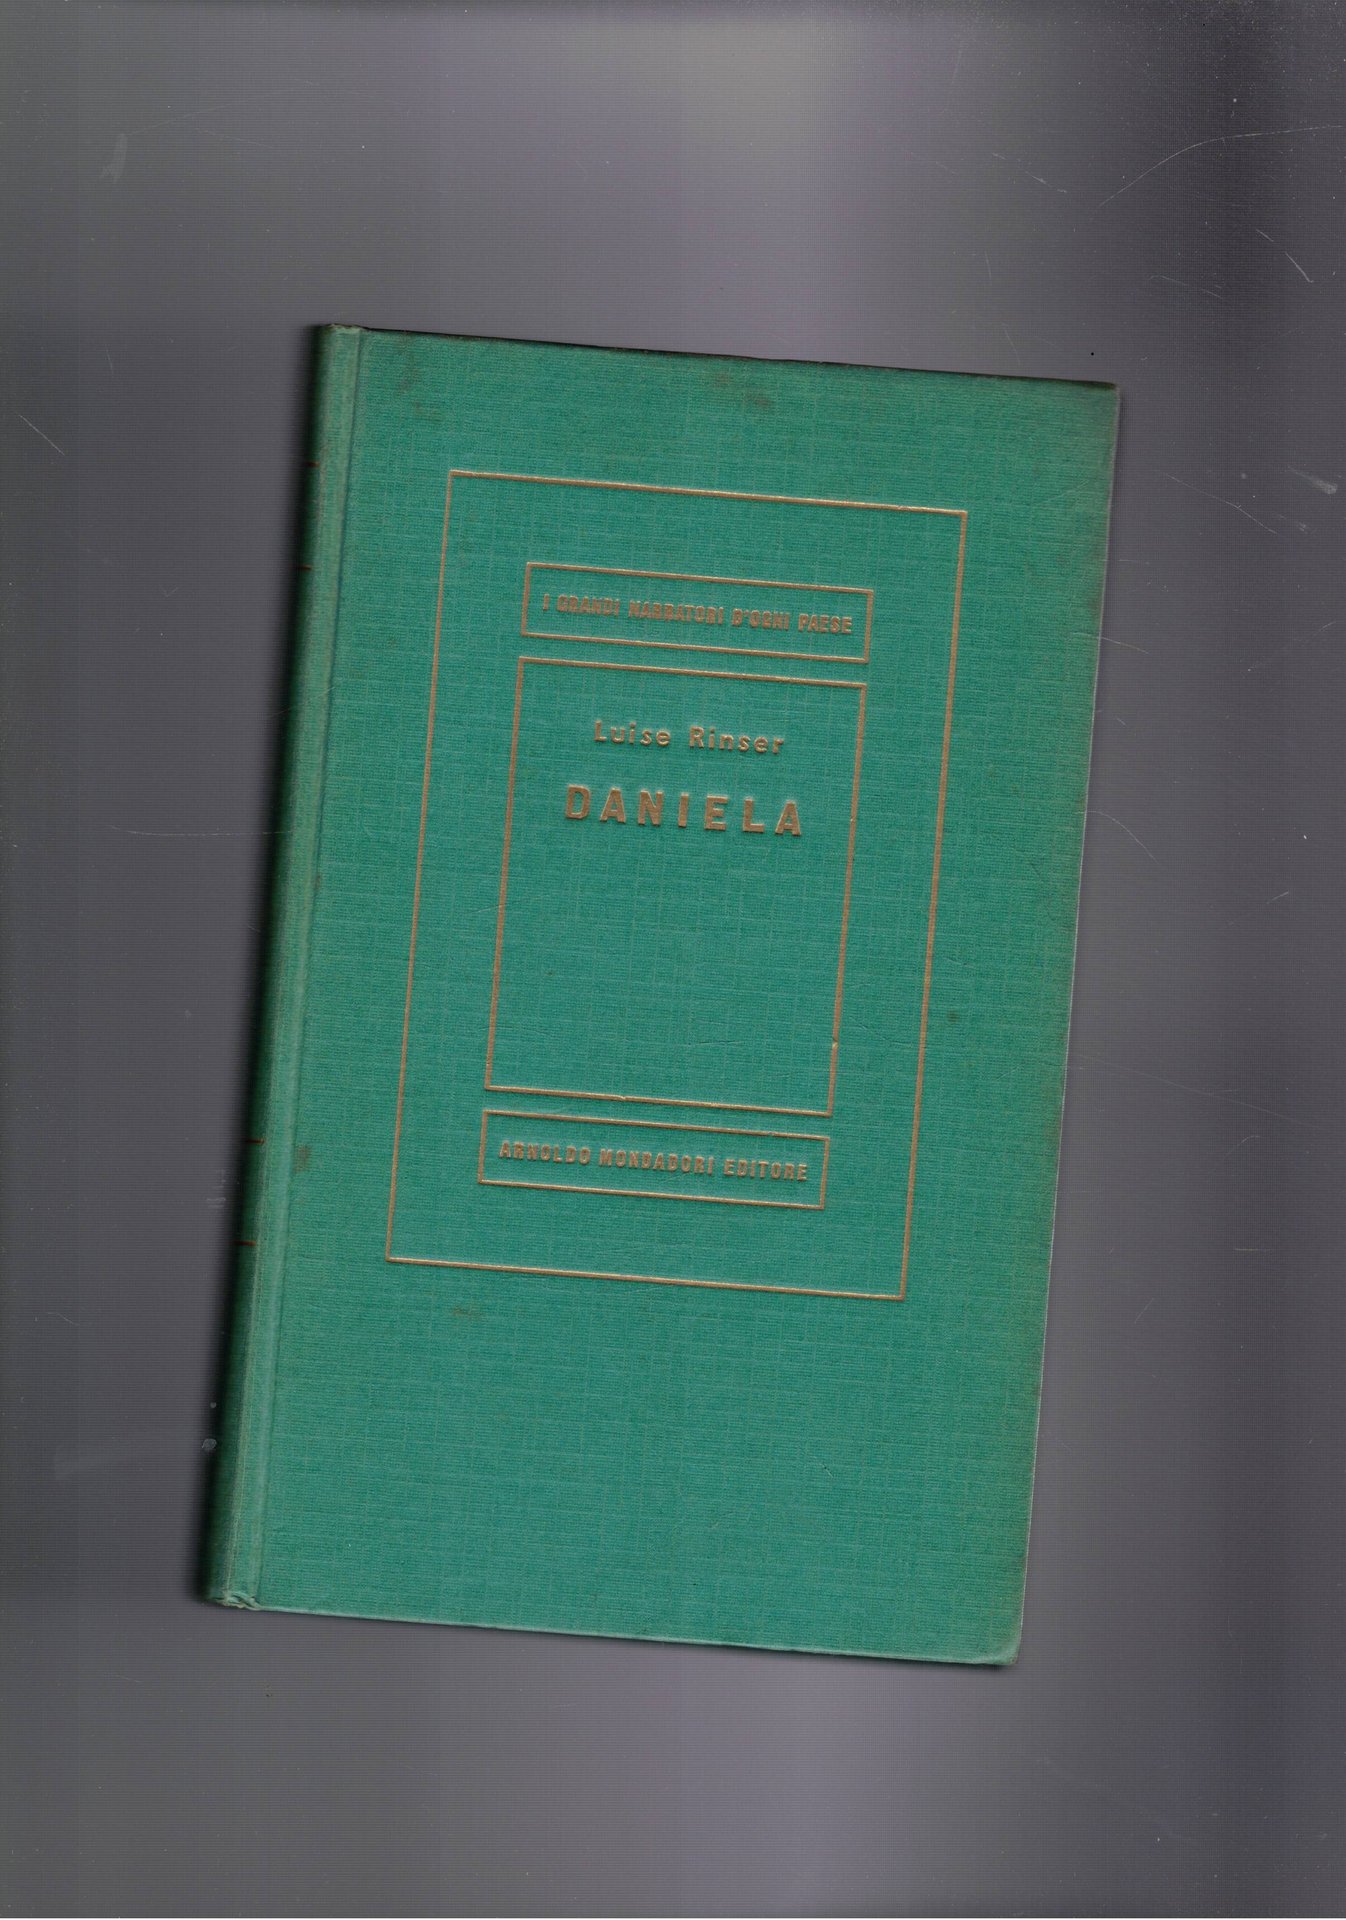 I GRANDI NARRATORI D'OGNI PAESE
Luise Rinser
DANIELA
ARNOLDO MONDADORI EDITORE